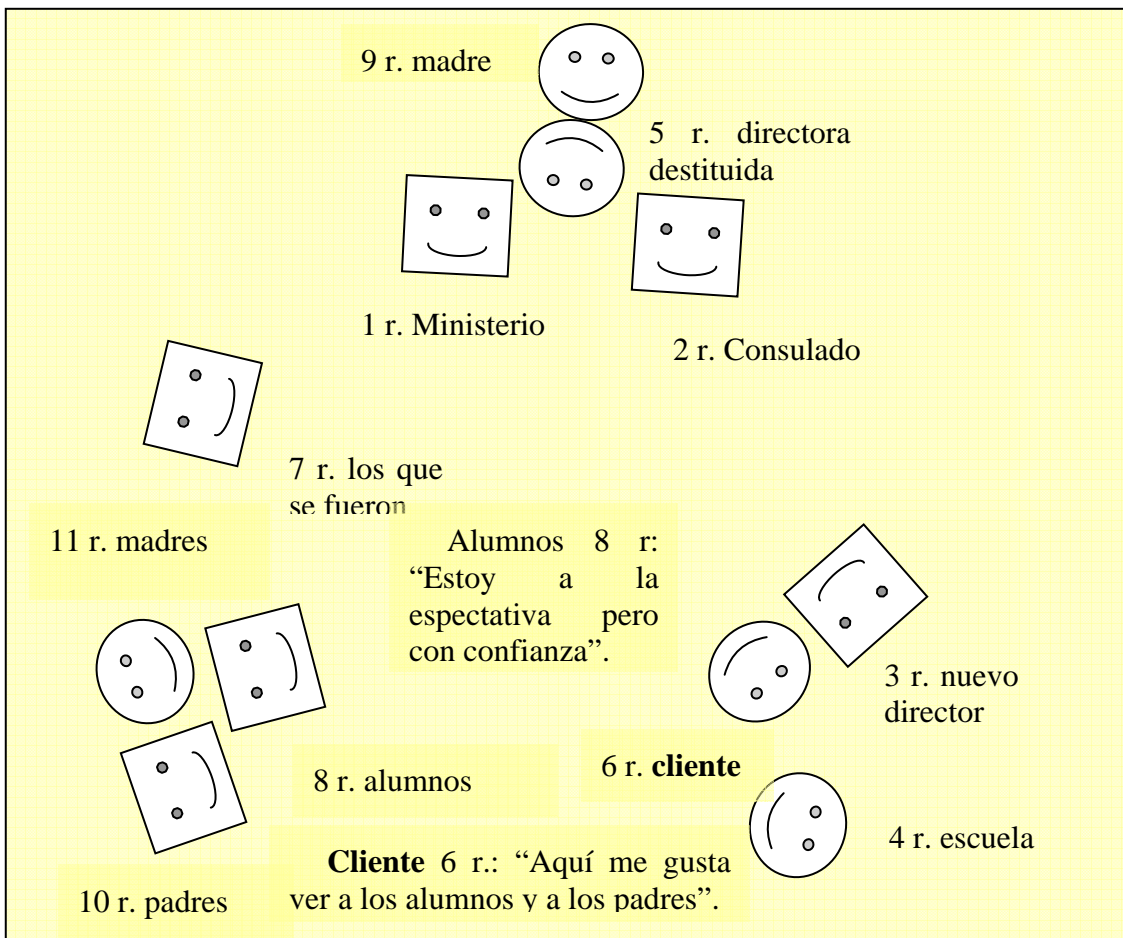 9 r. madre
5 r. directora
destituida
1 r. Ministerio
2 r. Consulado
7 r. los que
se fueron
11 r. madres
Alumnos 8 r:
“Estoy a la
espectativa pero
con confianza”.
3 r. nuevo
director
6 r. cliente
8 r. alumnos
4 r. escuela
Cliente 6 r.: “Aquí me gusta
ver a los alumnos y a los padres”.
10 r. padres